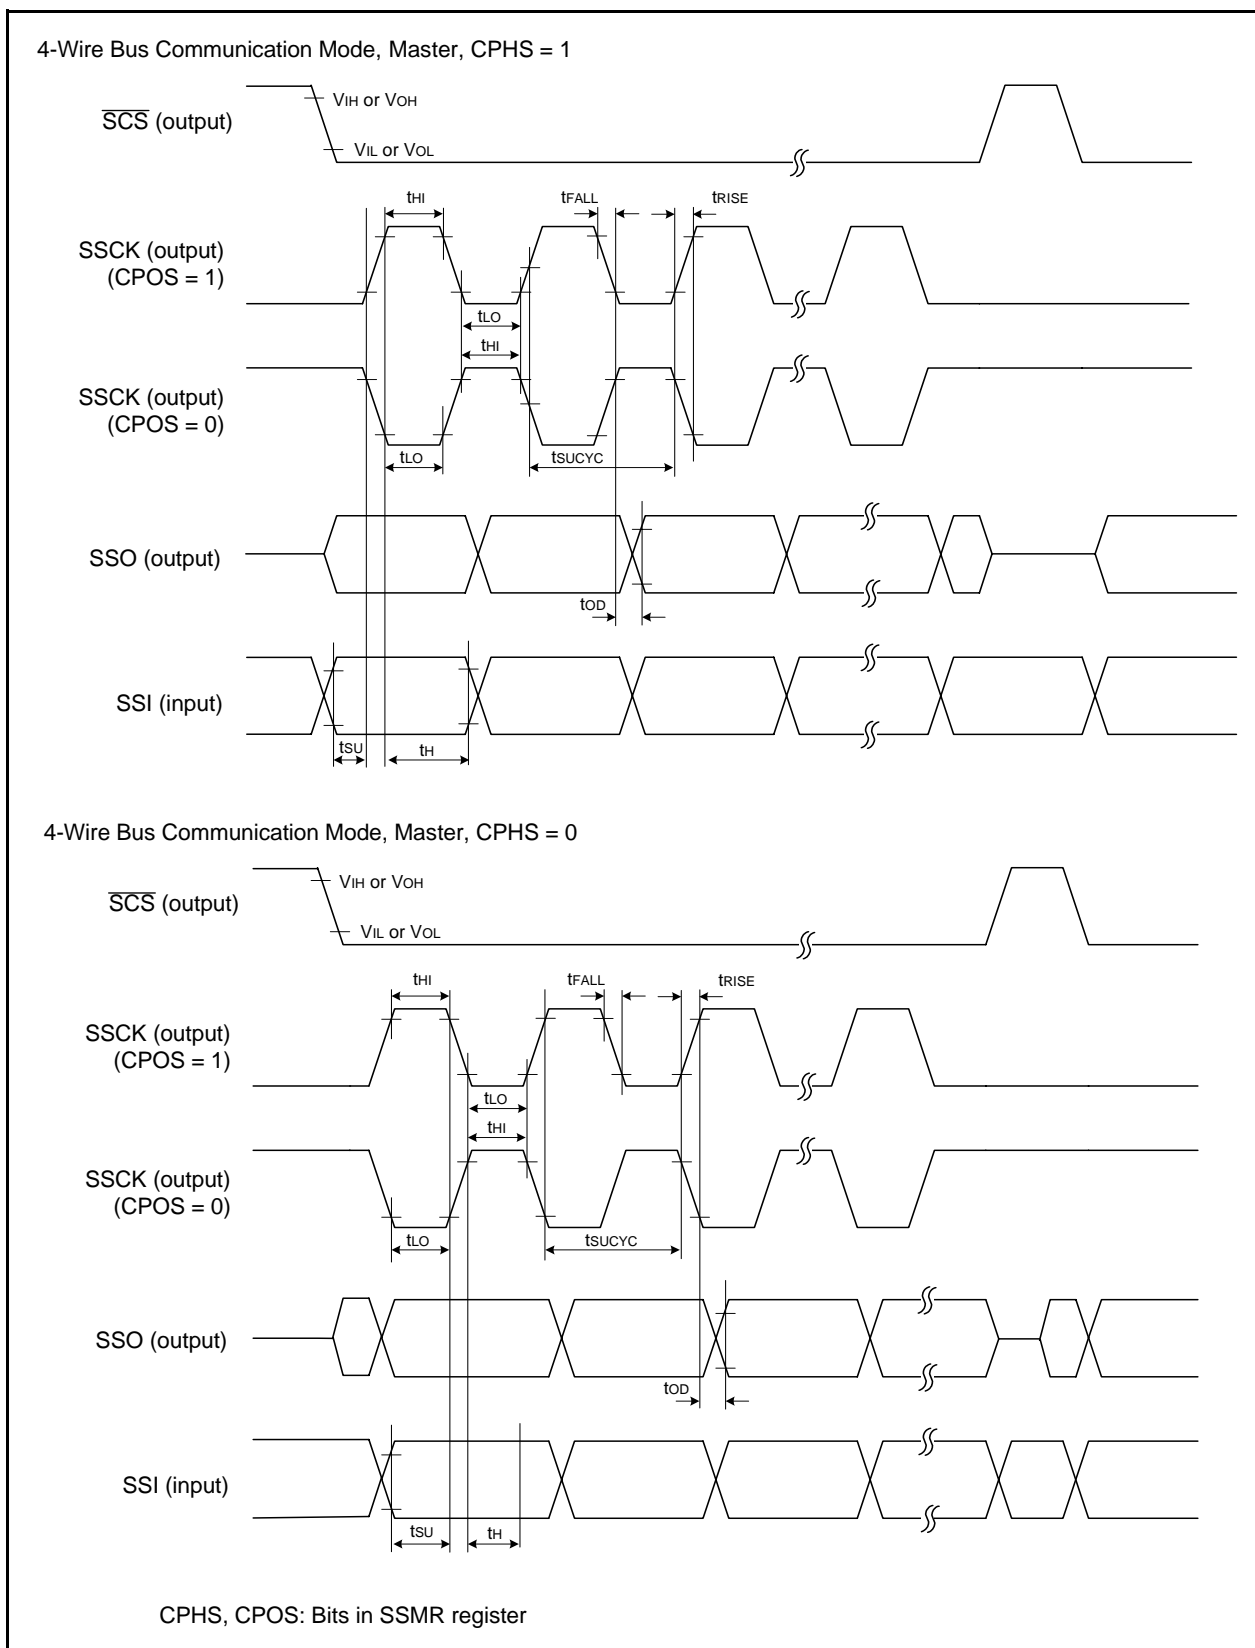 4-Wire Bus Communication Mode, Master, CPHS = 1
SCS (output)
VIH or VOH
VIL or VOL
tHI
tFALL
tRISE
SSCK (output)
(CPOS = 1)
tLO
tHI
SSCK (output)
(CPOS = 0)
tLO
tSUCYC
SSO (output)
tOD
SSI (input)
tSU
tH
4-Wire Bus Communication Mode, Master, CPHS = 0
SCS (output)
VIH or VOH
VIL or VOL
tHI
tFALL
tRISE
SSCK (output)
(CPOS = 1)
tLO
tHI
SSCK (output)
(CPOS = 0)
tLO
tSUCYC
SSO (output)
tOD
SSI (input)
tSU
tH
CPHS, CPOS: Bits in SSMR register